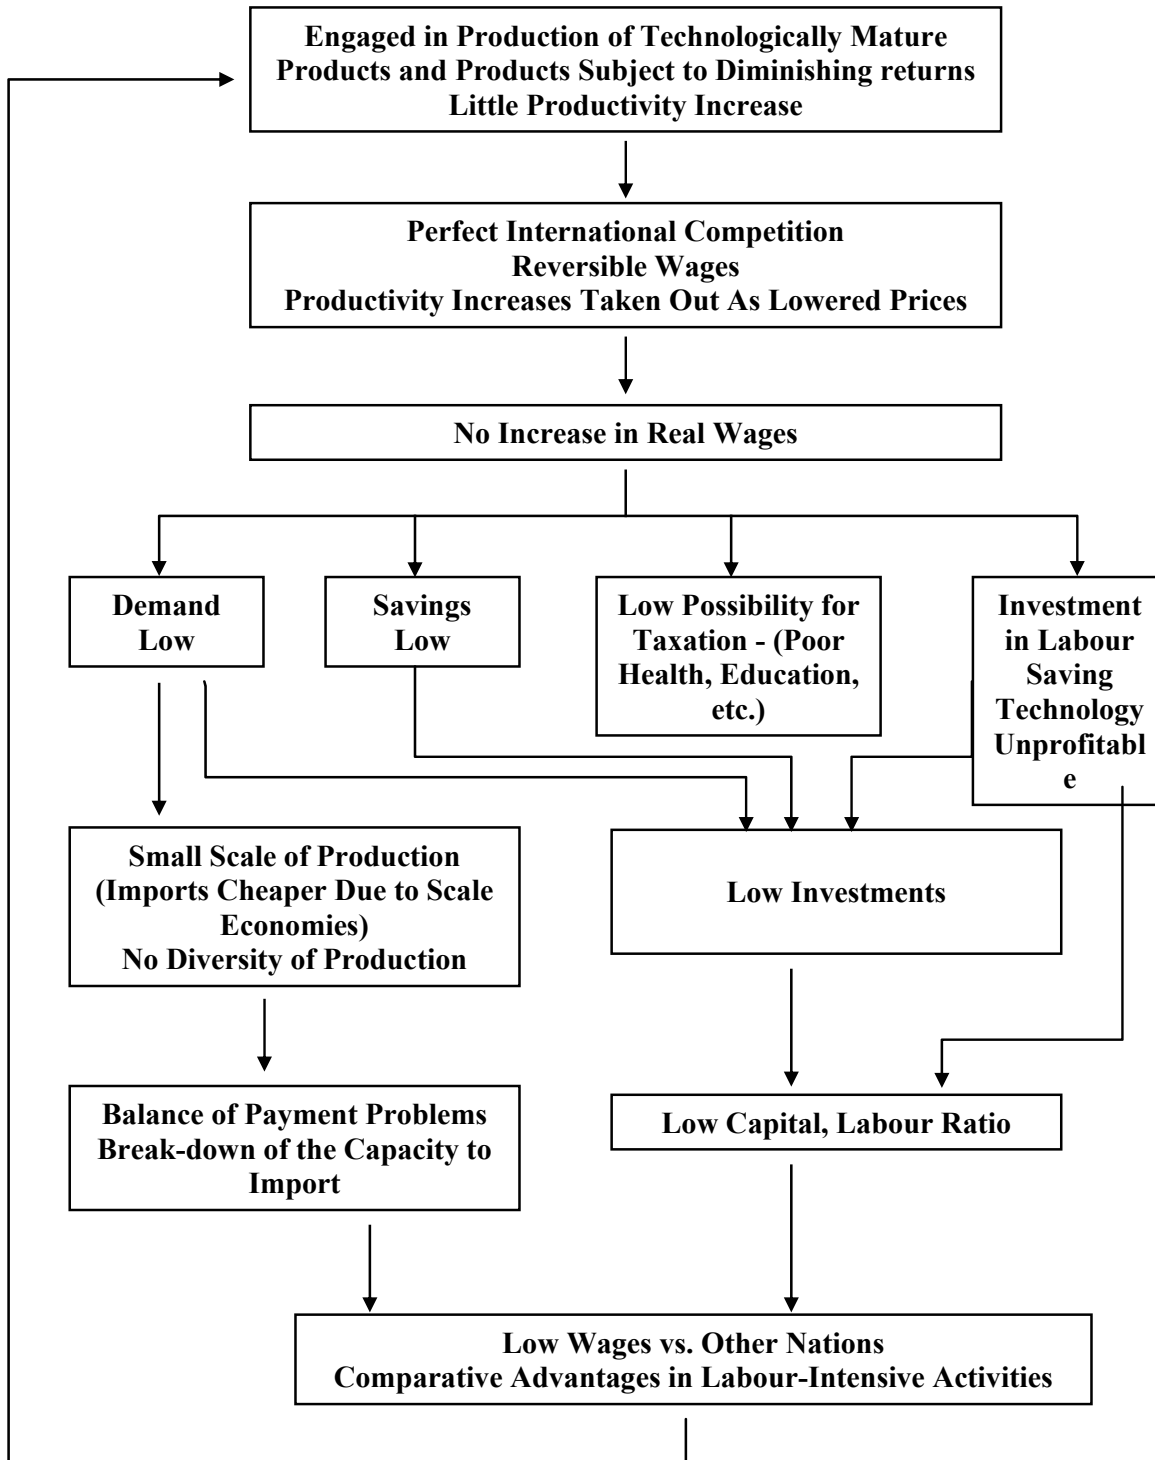 Engaged in Production of Technologically Mature
Products and Products Subject to Diminishing returns
Little Productivity Increase
Perfect International Competition
Reversible Wages
Productivity Increases Taken Out As Lowered Prices
No Increase in Real Wages
Demand
Low
Savings
Low
Low Possibility for
Taxation - (Poor
Health, Education,
etc.)
Investment
in Labour
Saving
Technology
Unprofitabl
e
Small Scale of Production
(Imports Cheaper Due to Scale
Economies)
No Diversity of Production
Low Investments
Balance of Payment Problems
Break-down of the Capacity to
Import
Low Capital, Labour Ratio
Low Wages vs. Other Nations
Comparative Advantages in Labour-Intensive Activities